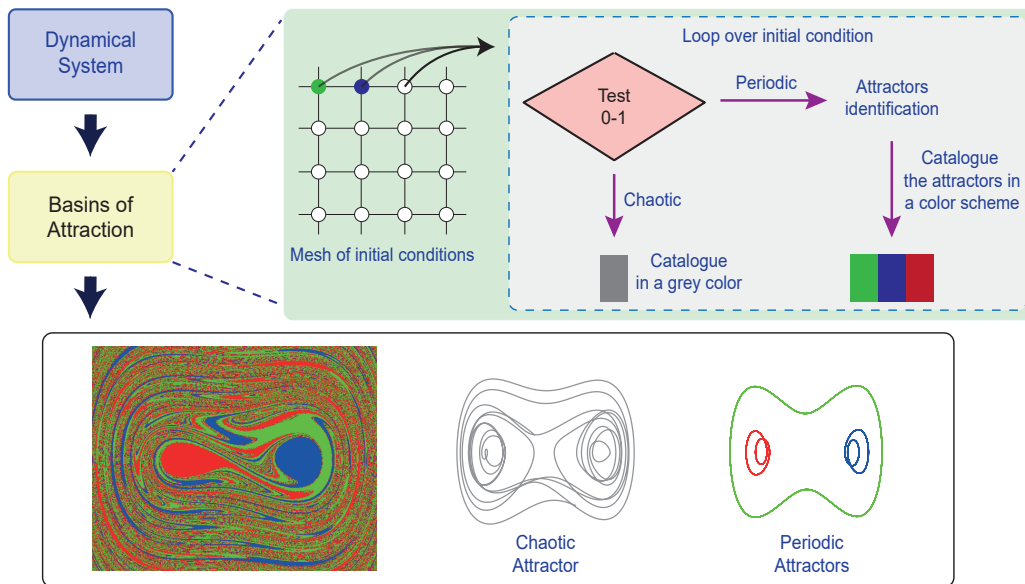 Dynamical
System
Basins of
Attraction
Mesh of initial conditions
Loop over initial condition
Test
0-1
Periodic
Attractors
identification
Chaotic
Catalogue
the attractors in
a color scheme
Catalogue
in a grey color
Chaotic
Attractor
Periodic
Attractors